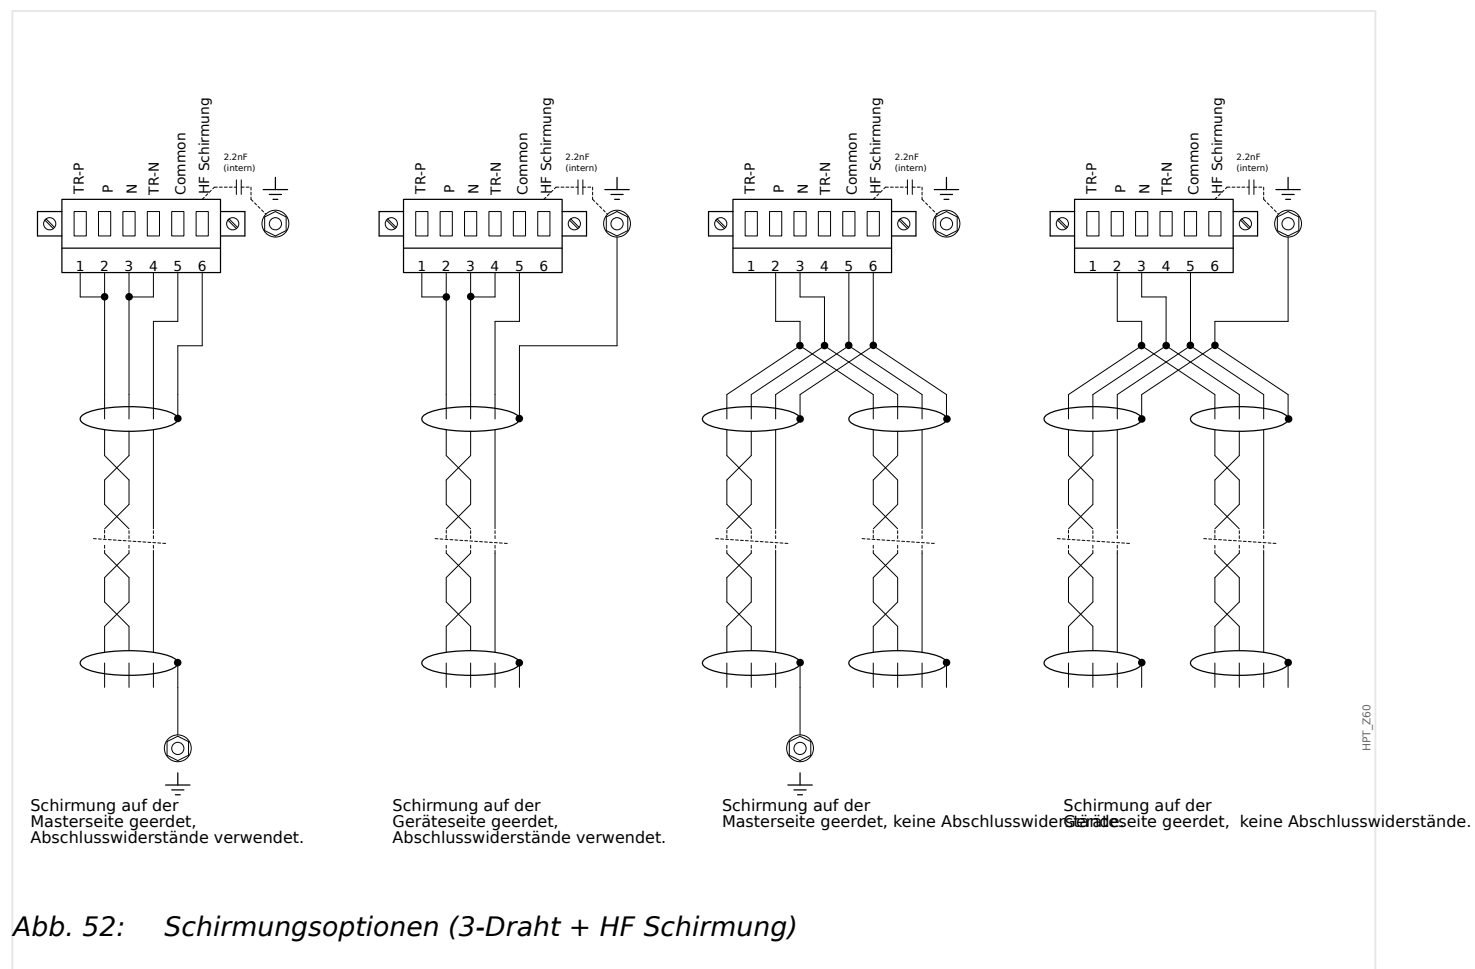 TR-P
P
N
TR-N
Common
HF Schirmung
2.2nF
(intern)
1 2 3 4 5 6
TR-P
P
N
TR-N
Common
HF Schirmung
2.2nF
(intern)
1 2 3 4 5 6
TR-P
P
N
TR-N
Common
HF Schirmung
2.2nF
(intern)
1 2 3 4 5 6
TR-P
P
N
TR-N
Common
HF Schirmung
2.2nF
(intern)
1 2 3 4 5 6
HPT_Z60
Schirmung auf der
Masterseite geerdet,
Abschlusswiderstände verwendet.
Schirmung auf der
Geräteseite geerdet,
Abschlusswiderstände verwendet.
Schirmung auf der
Masterseite geerdet, keine Abschlusswiderstände.
Schirmung auf der
Geräteseite geerdet, keine Abschlusswiderstände.
Abb. 52: Schirmungsoptionen (3-Draht + HF Schirmung)